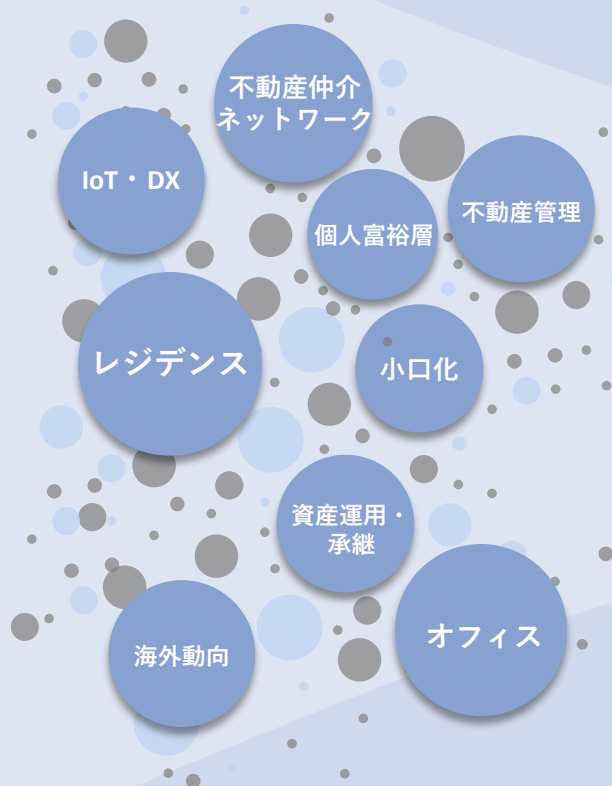 不動産仲介
ネットワーク
IoT・DX
個人富裕層
不動産管理
レジデンス
小口化
資産運用・
承継
海外動向
オフィス